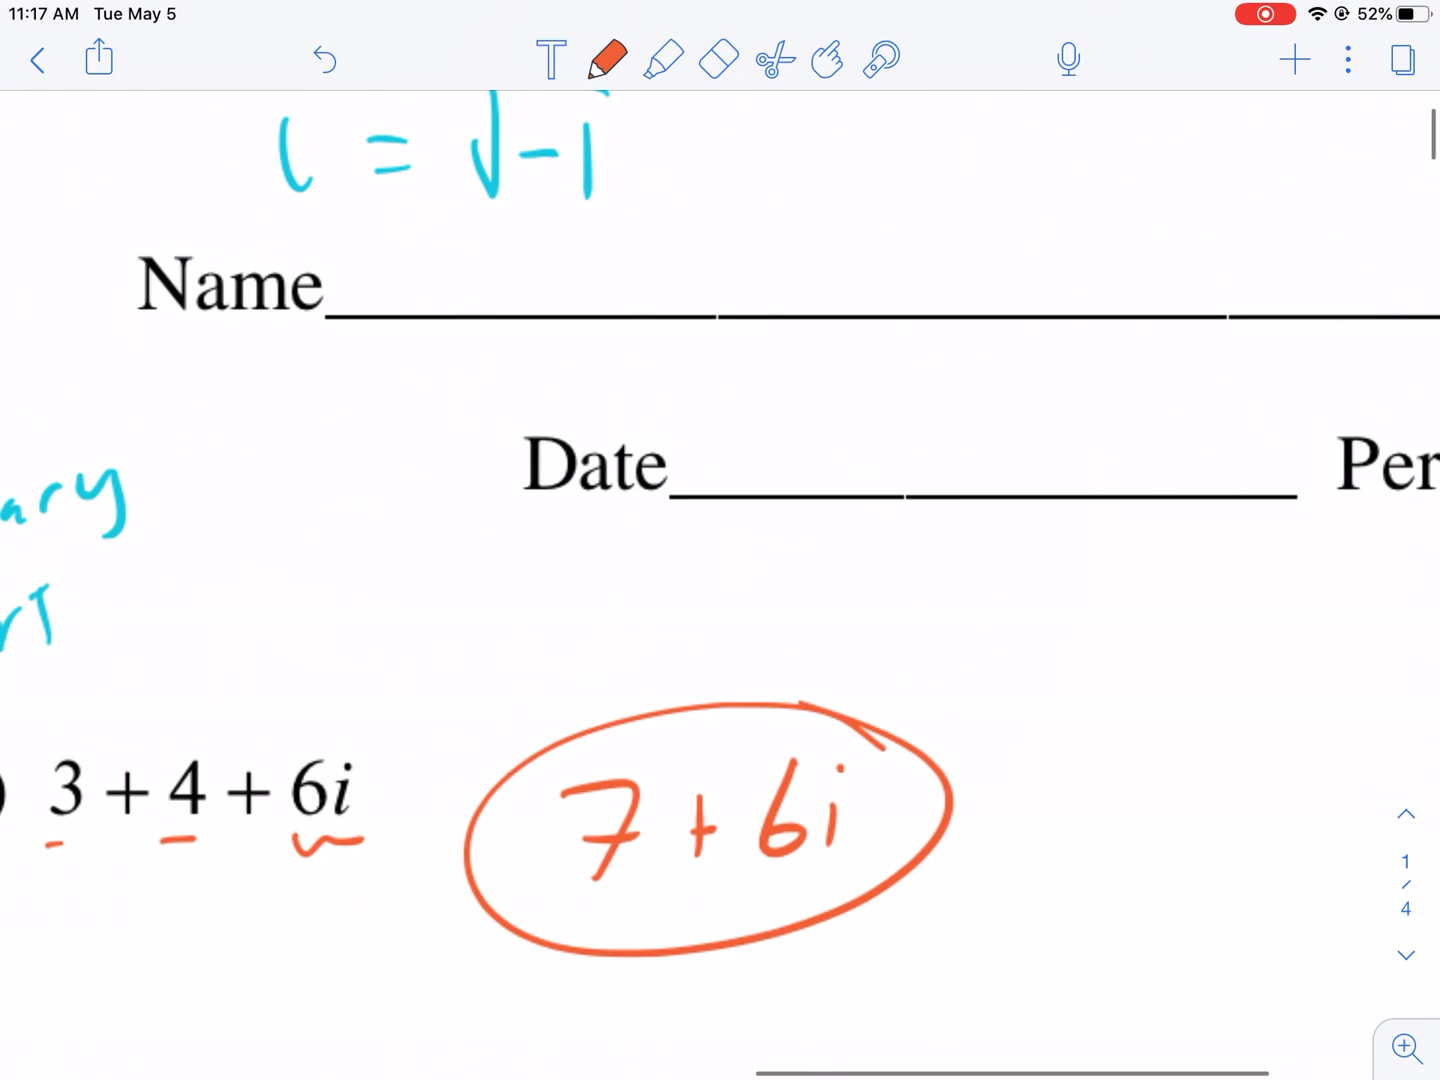 11:17 AM Tue May 5
52%
T
i = √-1
Name
Date Per
ary
rt
) 3 + 4 + 6i 7 + 6i
1
/
4